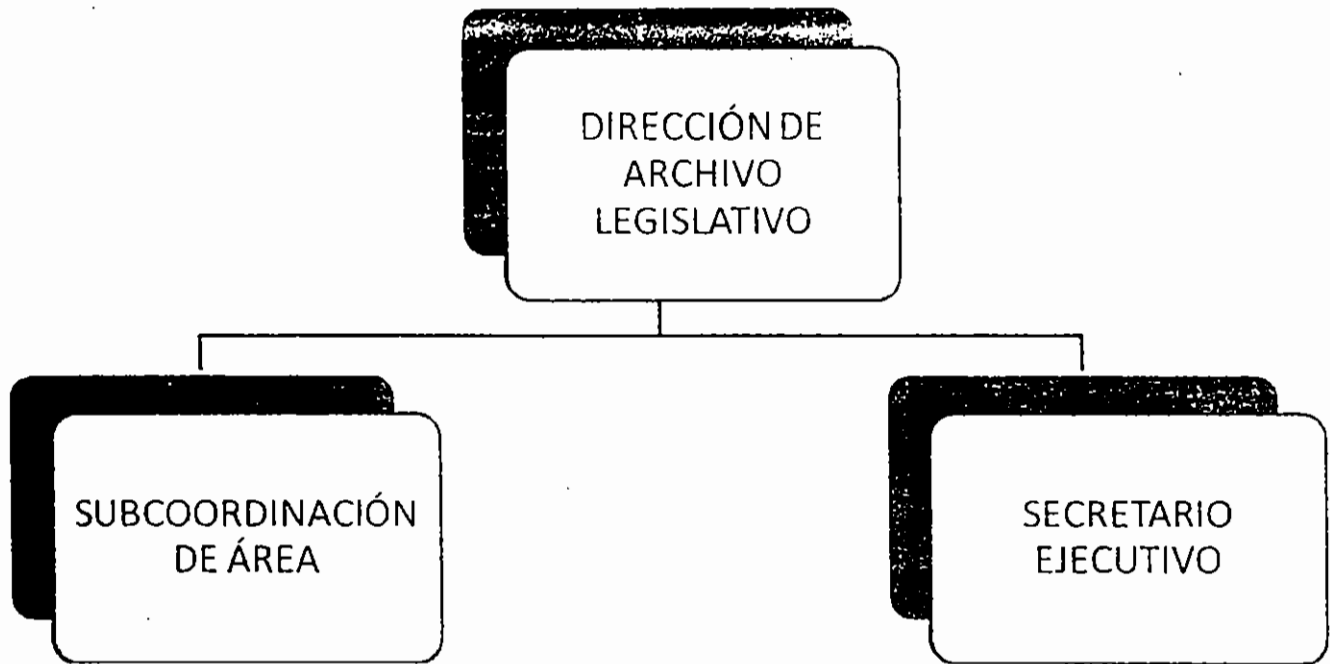 DIRECCIÓN DE
ARCHIVO
LEGISLATIVO
SUBCOORDINACIÓN
DE ÁREA
SECRETARIO
EJECUTIVO